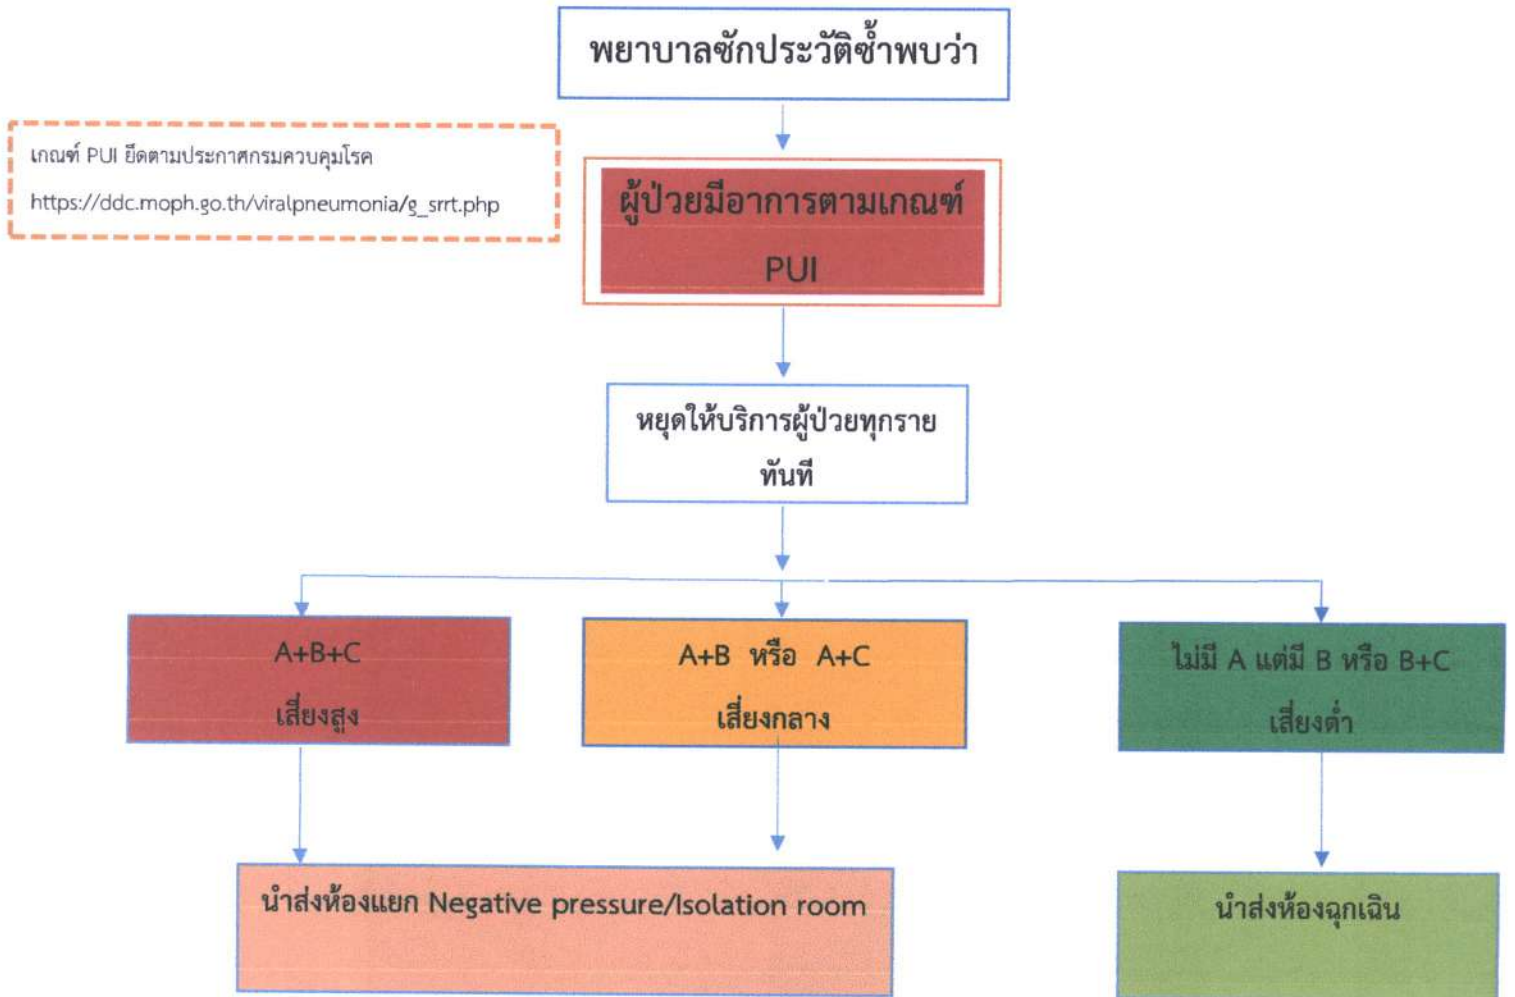 พยาบาลซักประวัติซ้ำพบว่า
เกณฑ์ PUI ยึดตามประกาศกรมควบคุมโรค
https://ddc.moph.go.th/viralpneumonia/g_srrt.php
ผู้ป่วยมีอาการตามเกณฑ์
PUI
หยุดให้บริการผู้ป่วยทุกราย
ทันที
A+B+C
เสี่ยงสูง
A+B หรือ A+C
เสี่ยงกลาง
ไม่มี A แต่มี B หรือ B+C
เสี่ยงต่ำ
นำส่งห้องแยก Negative pressure/Isolation room
นำส่งห้องฉุกเฉิน